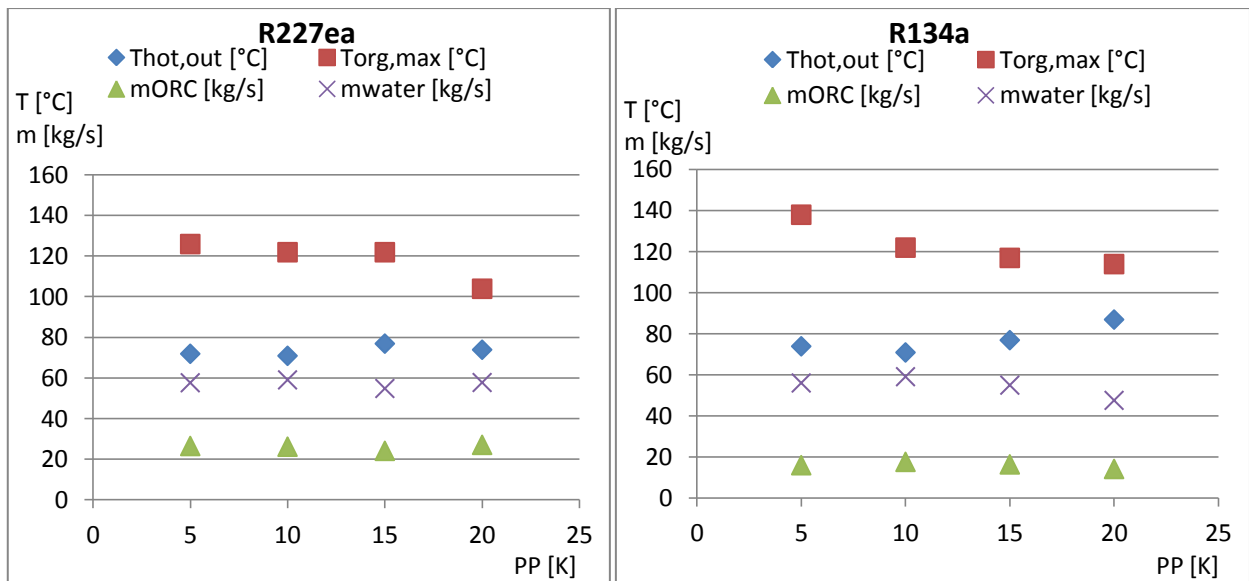 R227ea
Thot,out [°C] Torg,max [°C]
mORC [kg/s] mwater [kg/s]
T [°C]
m [kg/s]
160
140
120
100
80
60
40
20
0
0 5 10 15 20 25
PP [K]
R134a
Thot,out [°C] Torg,max [°C]
mORC [kg/s] mwater [kg/s]
T [°C]
m [kg/s]
160
140
120
100
80
60
40
20
0
0 5 10 15 20 25
PP [K]